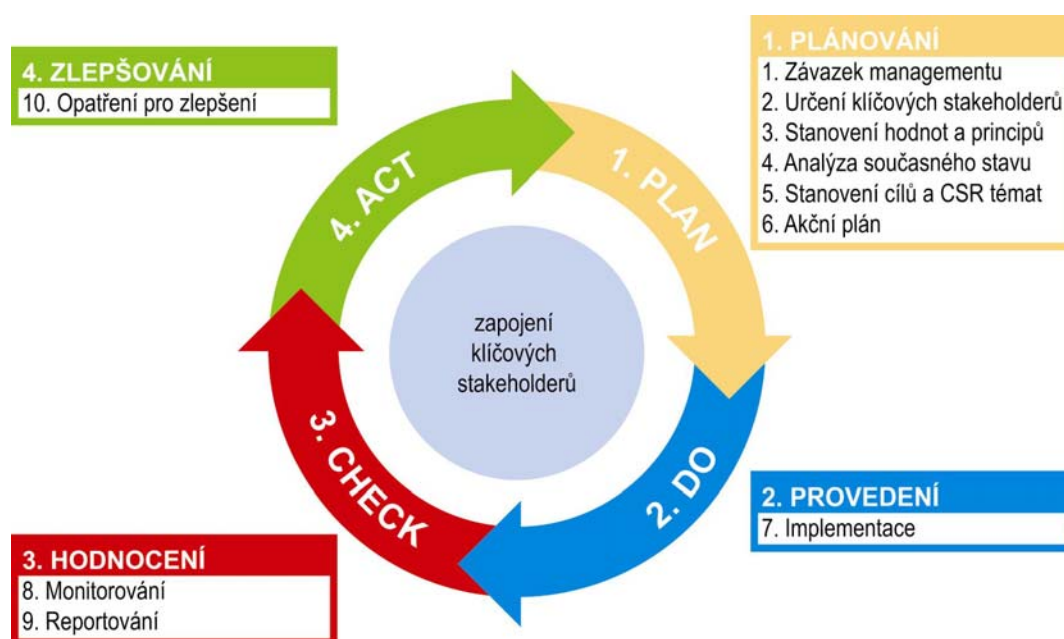 4. ZLEPŠOVÁNÍ
10. Opatření pro zlepšení
1. PLÁNOVÁNÍ
1. Závazek managementu
2. Určení klíčových stakeholderů
3. Stanovení hodnot a principů
4. Analýza současného stavu
5. Stanovení cílů a CSR témat
6. Akční plán
4. ACT
1. PLAN
zapojení
klíčových
stakeholderů
3. CHECK
2. DO
2. PROVEDENÍ
7. Implementace
3. HODNOCENÍ
8. Monitorování
9. Reportování